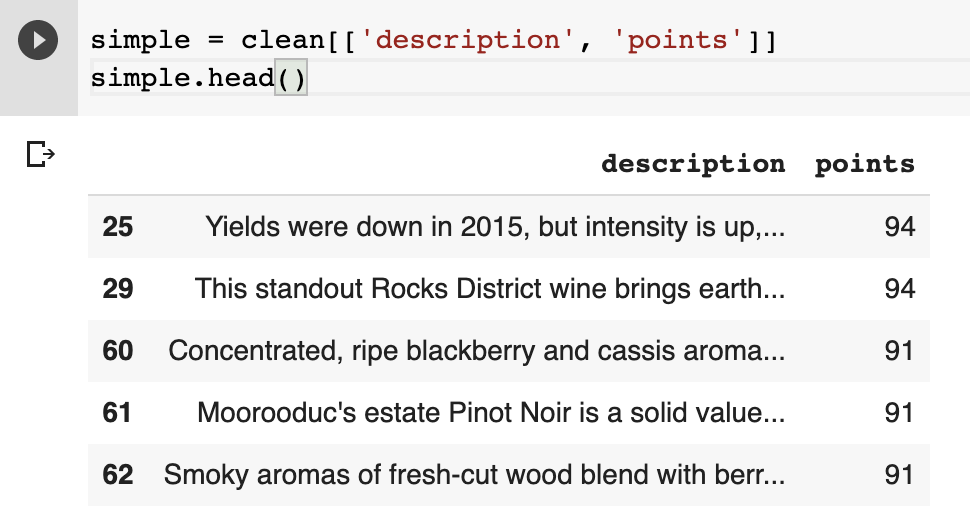 simple = clean[['description', 'points']]
simple.head()
description points
25 Yields were down in 2015, but intensity is up,... 94
29 This standout Rocks District wine brings earth... 94
60 Concentrated, ripe blackberry and cassis aroma... 91
61 Moorooduc's estate Pinot Noir is a solid value... 91
62 Smoky aromas of fresh-cut wood blend with berr... 91